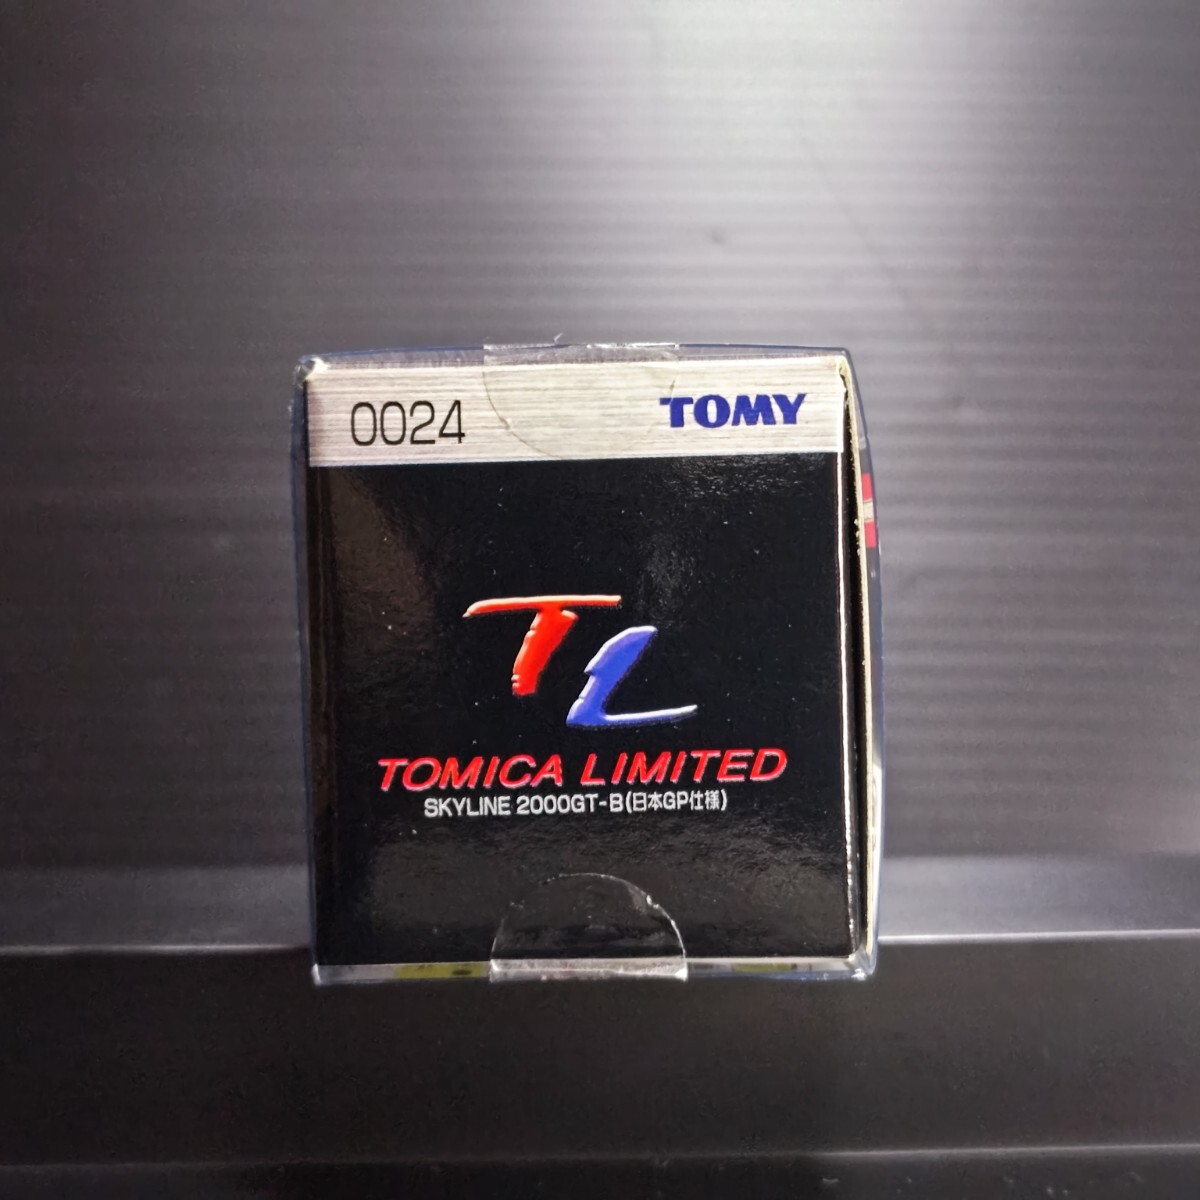 0024 TOMY
TL
TOMICA LIMITED
SKYLINE 2000GT-B(日本GP仕様)